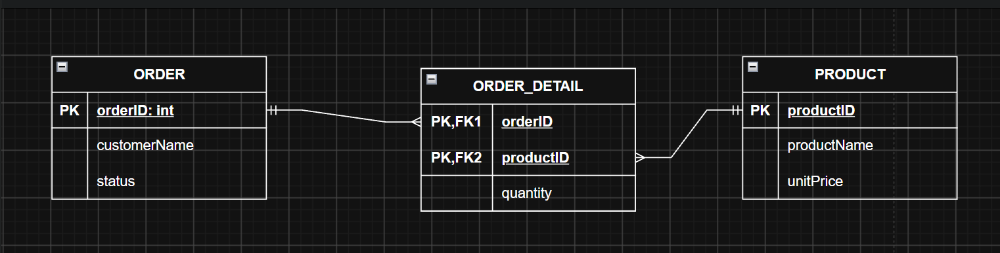 ORDER
PK orderID: int
customerName
status
ORDER_DETAIL
PK,FK1 orderID
PK,FK2 productID
quantity
PRODUCT
PK productID
productName
unitPrice